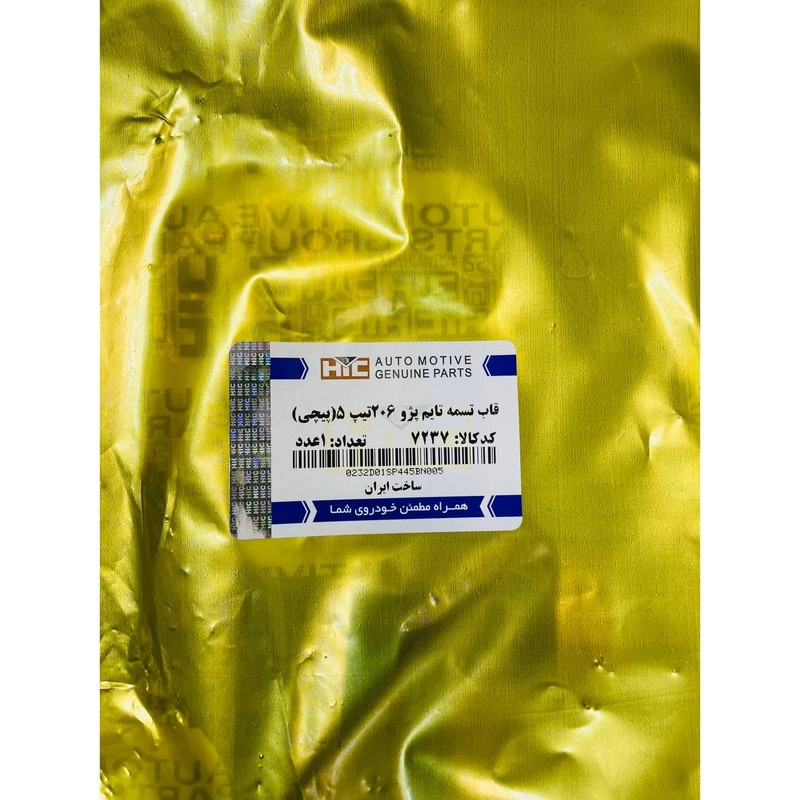 HIC AUTO MOTIVE
GENUINE PARTS
قاب تسمه تایم پژو ۲۰۶تیپ ۵(پیچی)
کدکالا: ۷۲۳۷ تعداد: ۱عدد
0232D01SP445BN005
ساخت ایران
همراه مطمئن خودروی شما